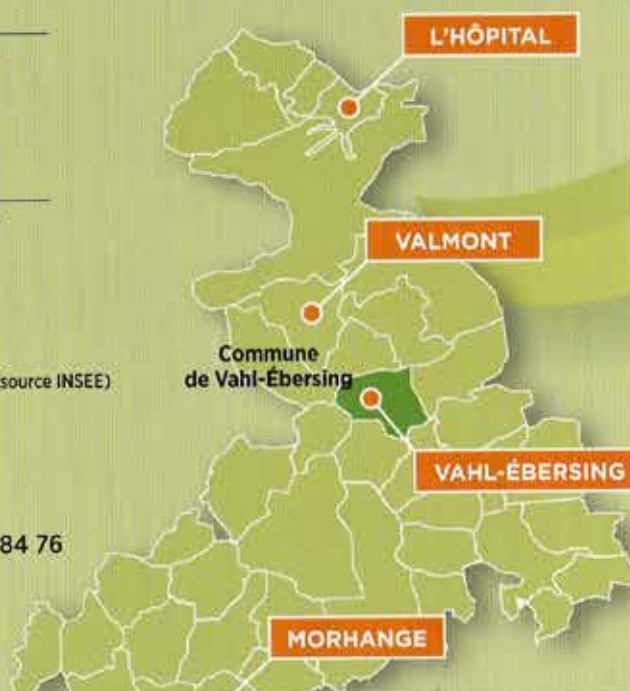 L'HÔPITAL
VALMONT
Commune
de Vahl-Ébersing
source INSEE)
VAHL-ÉBERSING
84 76
MORHANGE